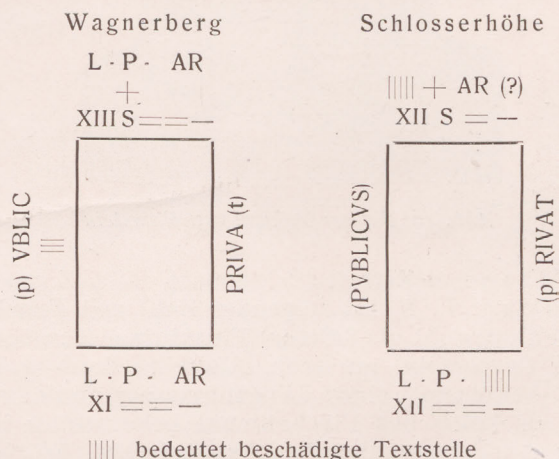 Wagnerberg
L · P · AR
+
XIII S = = –
(p) VBLIC
PRIVA (t)
L · P · AR
XI = = –
Schlosserhöhe
+ AR (?)
XII S = –
(PVBLICVS)
(p) RIVAT
L · P ·
XII = = –
||||| bedeutet beschädigte Textstelle